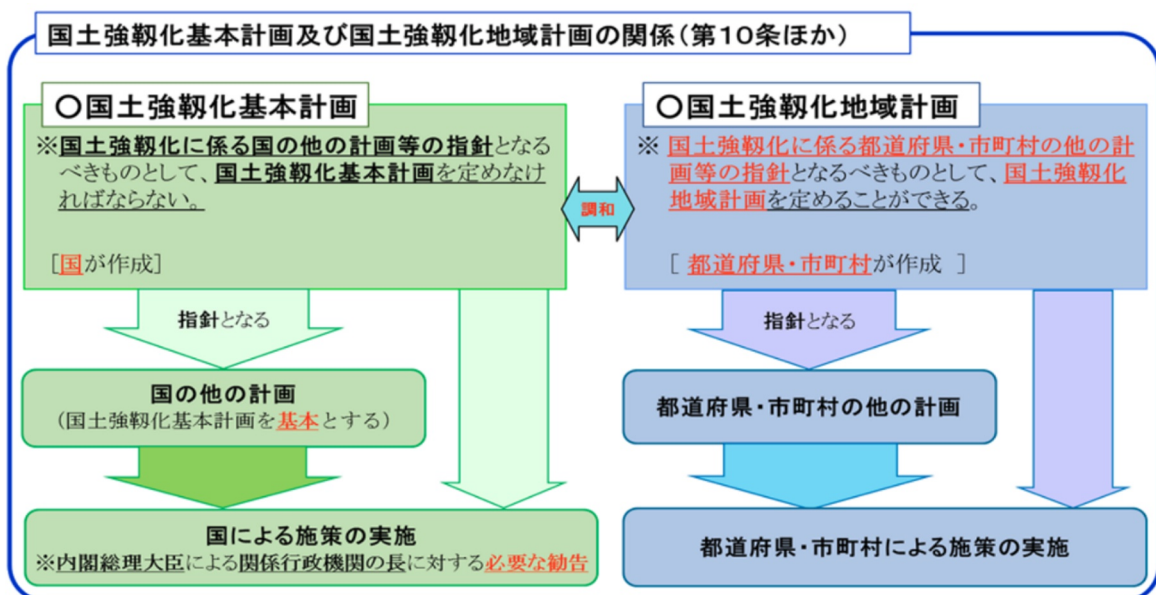 国土強靱化基本計画及び国土強靱化地域計画の関係(第10条ほか)
〇国土強靱化基本計画
※国土強靱化に係る国の他の計画等の指針となる
べきものとして、国土強靱化基本計画を定めなけ
ればならない。
[国が作成]
調和
〇国土強靱化地域計画
※ 国土強靱化に係る都道府県・市町村の他の計
画等の指針となるべきものとして、国土強靱化
地域計画を定めることができる。
[ 都道府県・市町村が作成 ]
指針となる
国の他の計画
(国土強靱化基本計画を基本とする)
国による施策の実施
※内閣総理大臣による関係行政機関の長に対する必要な勧告
指針となる
都道府県・市町村の他の計画
都道府県・市町村による施策の実施